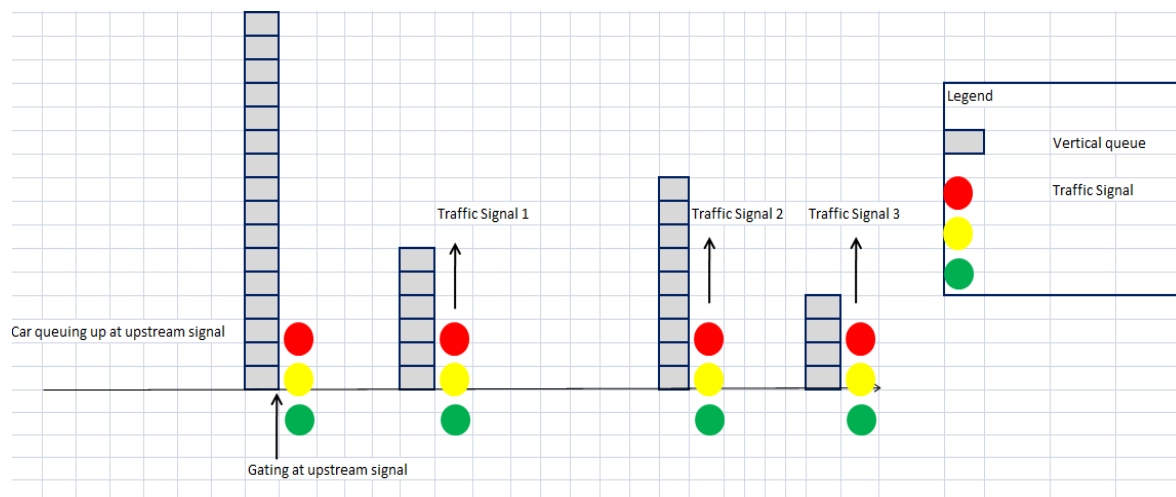 Legend
Vertical queue
Traffic Signal
Traffic Signal 1
Traffic Signal 2
Traffic Signal 3
Car queuing up at upstream signal
Gating at upstream signal